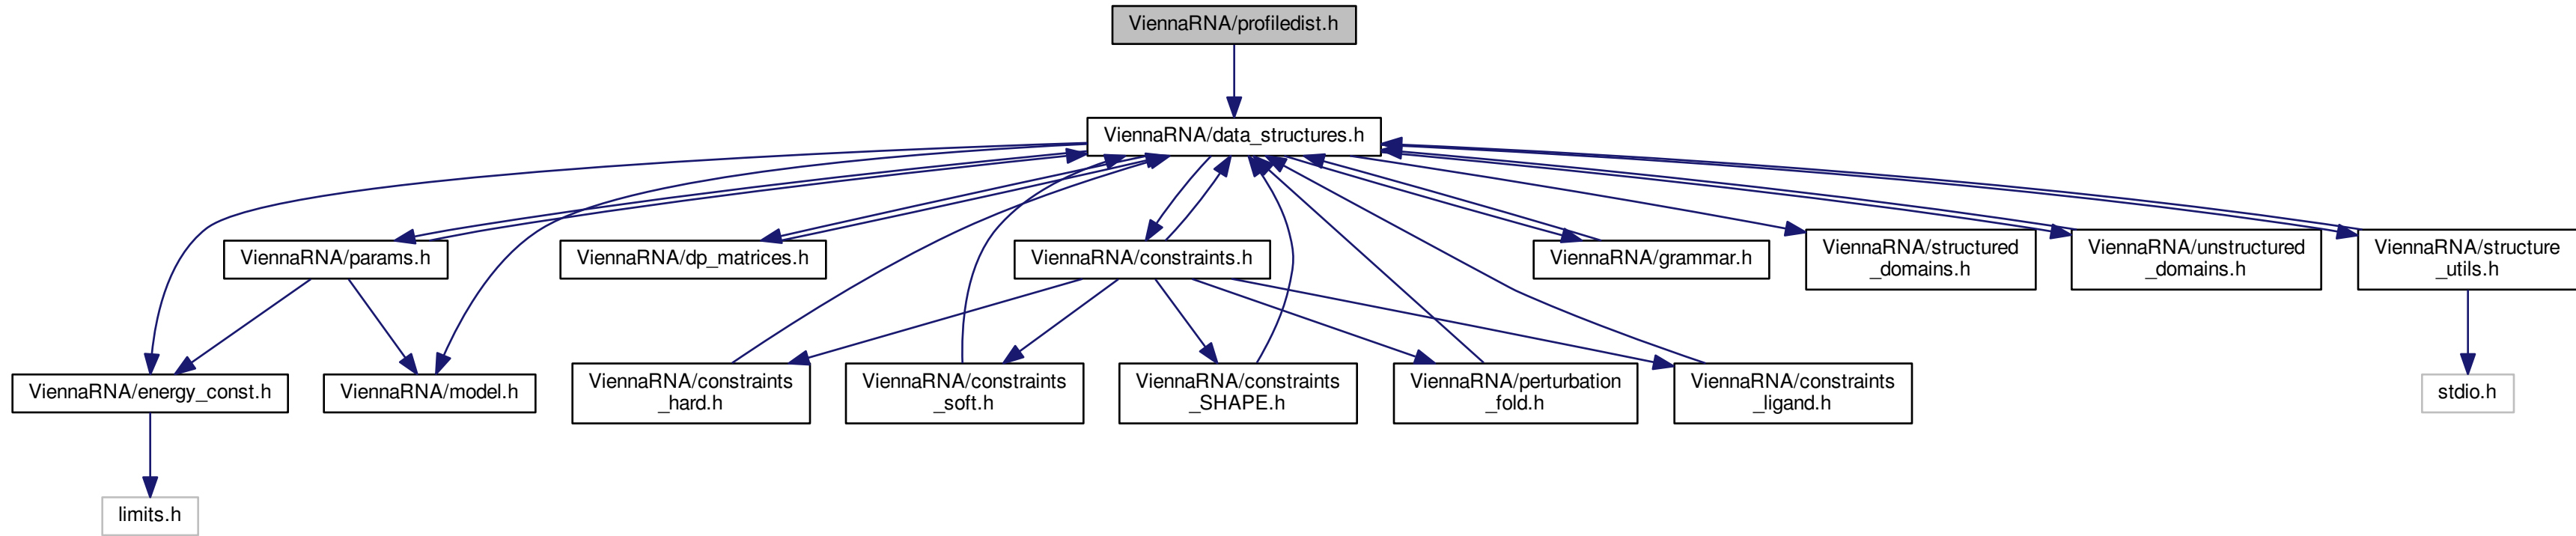 ViennaRNA/profiledist.h
ViennaRNA/data_structures.h
ViennaRNA/params.h
ViennaRNA/dp_matrices.h
ViennaRNA/constraints.h
ViennaRNA/grammar.h
ViennaRNA/structured
_domains.h
ViennaRNA/unstructured
_domains.h
ViennaRNA/structure
_utils.h
ViennaRNA/energy_const.h
ViennaRNA/model.h
ViennaRNA/constraints
_hard.h
ViennaRNA/constraints
_soft.h
ViennaRNA/constraints
_SHAPE.h
ViennaRNA/perturbation
_fold.h
ViennaRNA/constraints
_ligand.h
stdio.h
limits.h